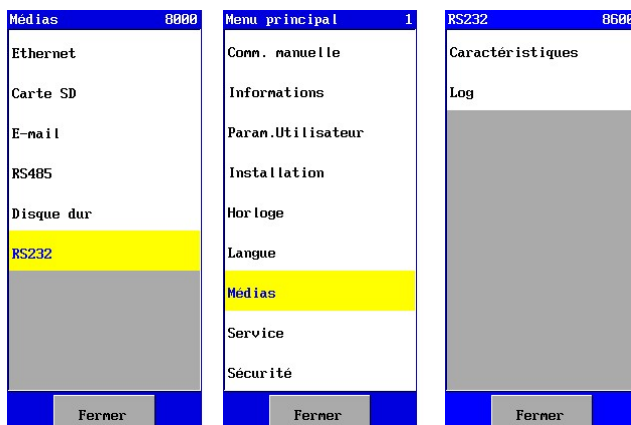 Médias 8000
Ethernet
Carte SD
E-mail
RS485
Disque dur
RS232
Fermer
Menu principal 1
Comm. manuelle
Informations
Param.Utilisateur
Installation
Horloge
Langue
Médias
Service
Sécurité
Fermer
RS232 8600
Caractéristiques
Log
Fermer